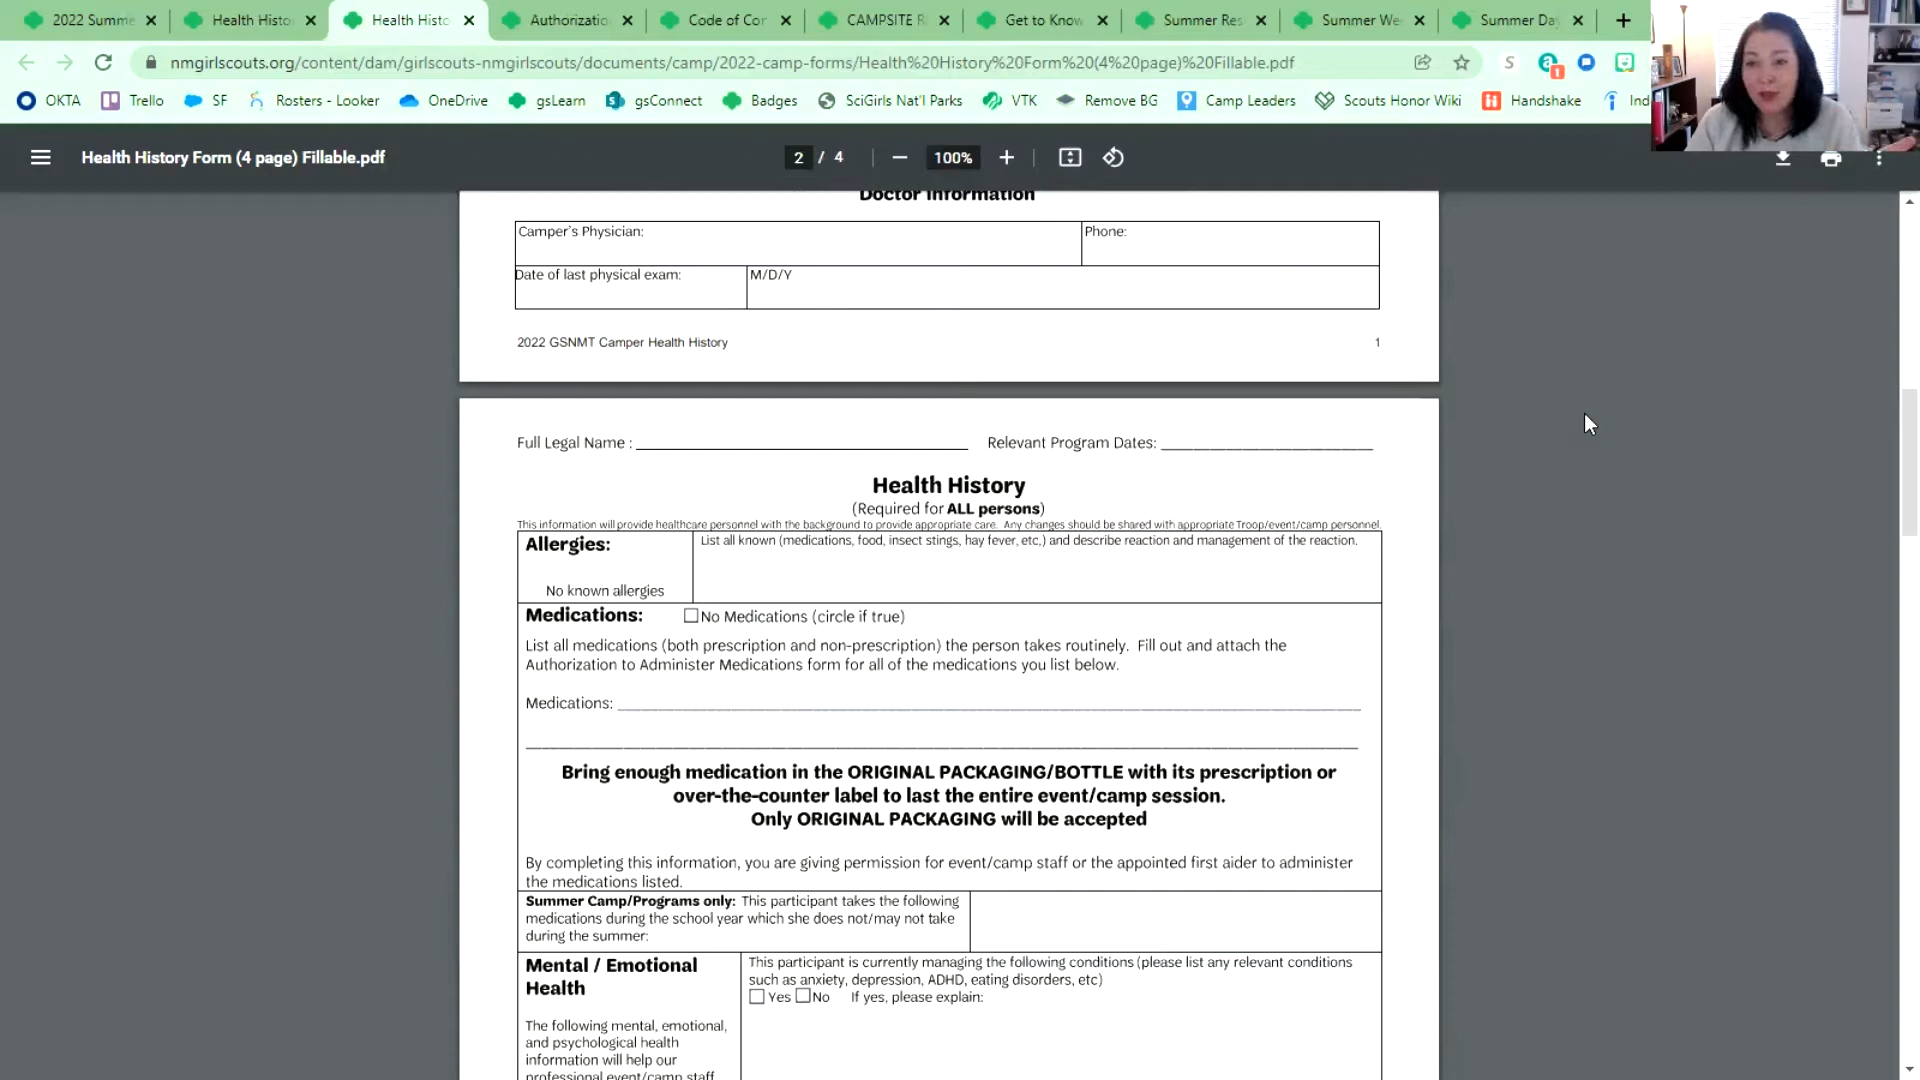 2022 Summe
Health Histo
Health Histo
Authorizatio
Code of Cor
CAMPSITE R
Get to Know
Summer Res
Summer We
Summer Da
nmgirlscouts.org/content/dam/girlscouts-nmgirlscouts/documents/camp/2022-camp-forms/Health%20History%20Form%20(4%20page)%20Fillable.pdf
OKTA Trello SF Rosters - Looker OneDrive gsLearn gsConnect Badges SciGirls Nat'l Parks VTK Remove BG Camp Leaders Scouts Honor Wiki Handshake Ind
Health History Form (4 page) Fillable.pdf
2 / 4
100%
Doctor Information
Camper's Physician:
Phone:
Date of last physical exam:
M/D/Y
2022 GSNMT Camper Health History
1
Full Legal Name :
Relevant Program Dates:
Health History
(Required for ALL persons)
This information will provide healthcare personnel with the background to provide appropriate care. Any changes should be shared with appropriate Troop/event/camp personnel.
Allergies:
No known allergies
List all known (medications, food, insect stings, hay fever, etc,) and describe reaction and management of the reaction.
Medications:
No Medications (circle if true)
List all medications (both prescription and non-prescription) the person takes routinely. Fill out and attach the
Authorization to Administer Medications form for all of the medications you list below.
Medications:
Bring enough medication in the ORIGINAL PACKAGING/BOTTLE with its prescription or
over-the-counter label to last the entire event/camp session.
Only ORIGINAL PACKAGING will be accepted
By completing this information, you are giving permission for event/camp staff or the appointed first aider to administer
the medications listed.
Summer Camp/Programs only: This participant takes the following
medications during the school year which she does not/may not take
during the summer:
Mental / Emotional
Health
The following mental, emotional,
and psychological health
information will help our
professional event/camp staff
This participant is currently managing the following conditions (please list any relevant conditions
such as anxiety, depression, ADHD, eating disorders, etc)
Yes No If yes, please explain: